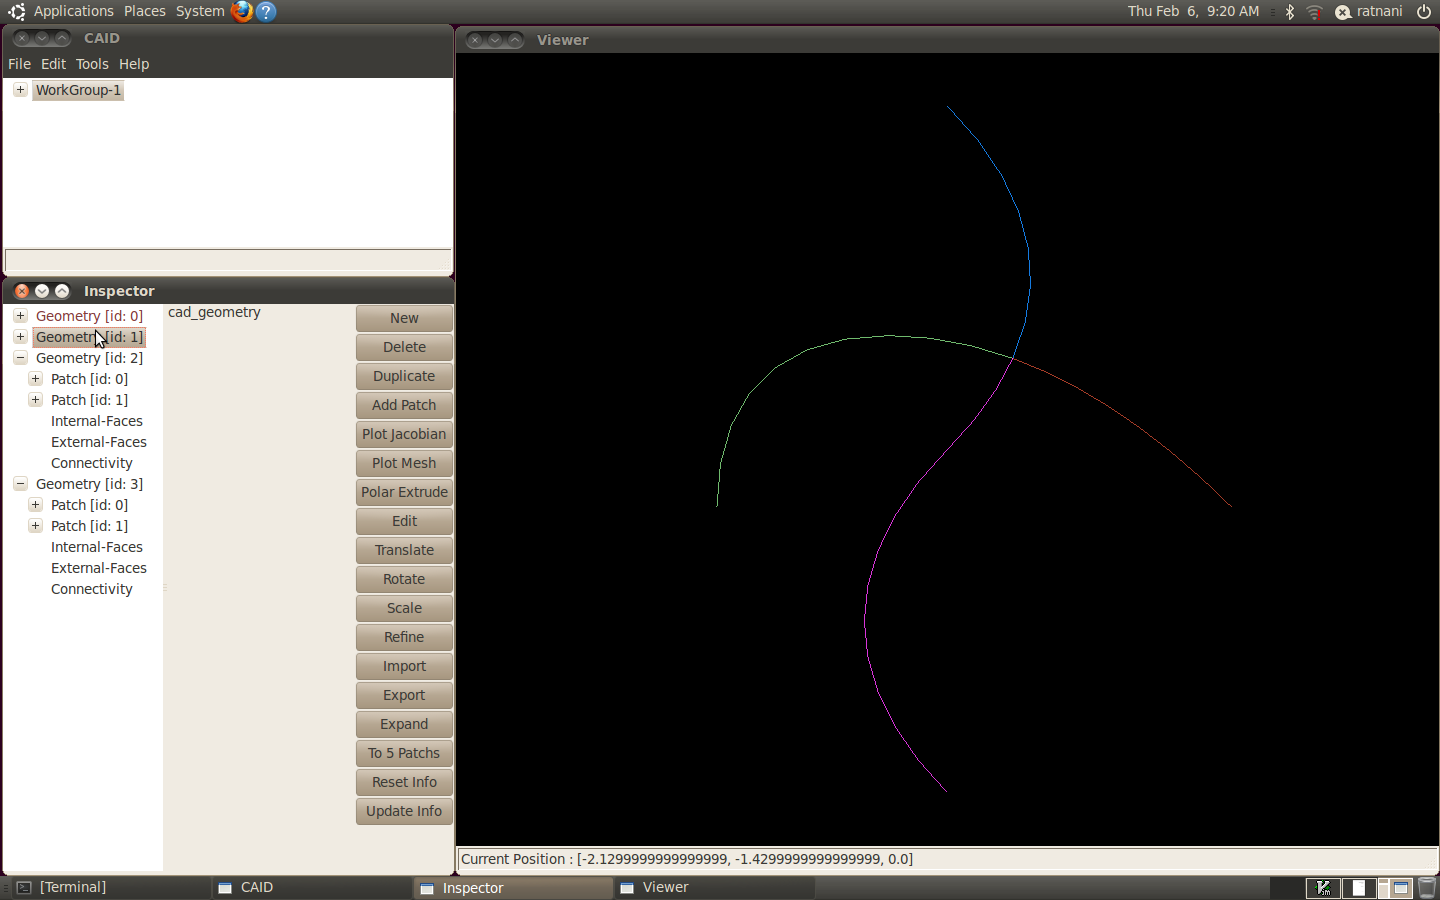 Applications Places System ? Thu Feb 6, 9:20 AM ratnani
CAID
File Edit Tools Help
WorkGroup-1
Inspector
Geometry [id: 0]
Geometry [id: 1]
Geometry [id: 2]
Patch [id: 0]
Patch [id: 1]
Internal-Faces
External-Faces
Connectivity
Geometry [id: 3]
Patch [id: 0]
Patch [id: 1]
Internal-Faces
External-Faces
Connectivity
cad_geometry
New
Delete
Duplicate
Add Patch
Plot Jacobian
Plot Mesh
Polar Extrude
Edit
Translate
Rotate
Scale
Refine
Import
Export
Expand
To 5 Patchs
Reset Info
Update Info
Viewer
Current Position : [-2.1299999999999999, -1.4299999999999999, 0.0]
[Terminal] CAID Inspector Viewer